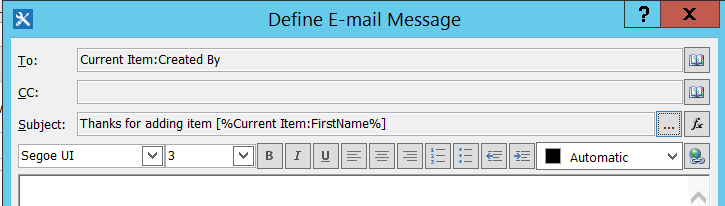 Define E-mail Message
? X
To: Current Item:Created By
CC:
Subject: Thanks for adding item [%Current Item:FirstName%] ... fx
Segoe UI 3 B I U Automatic